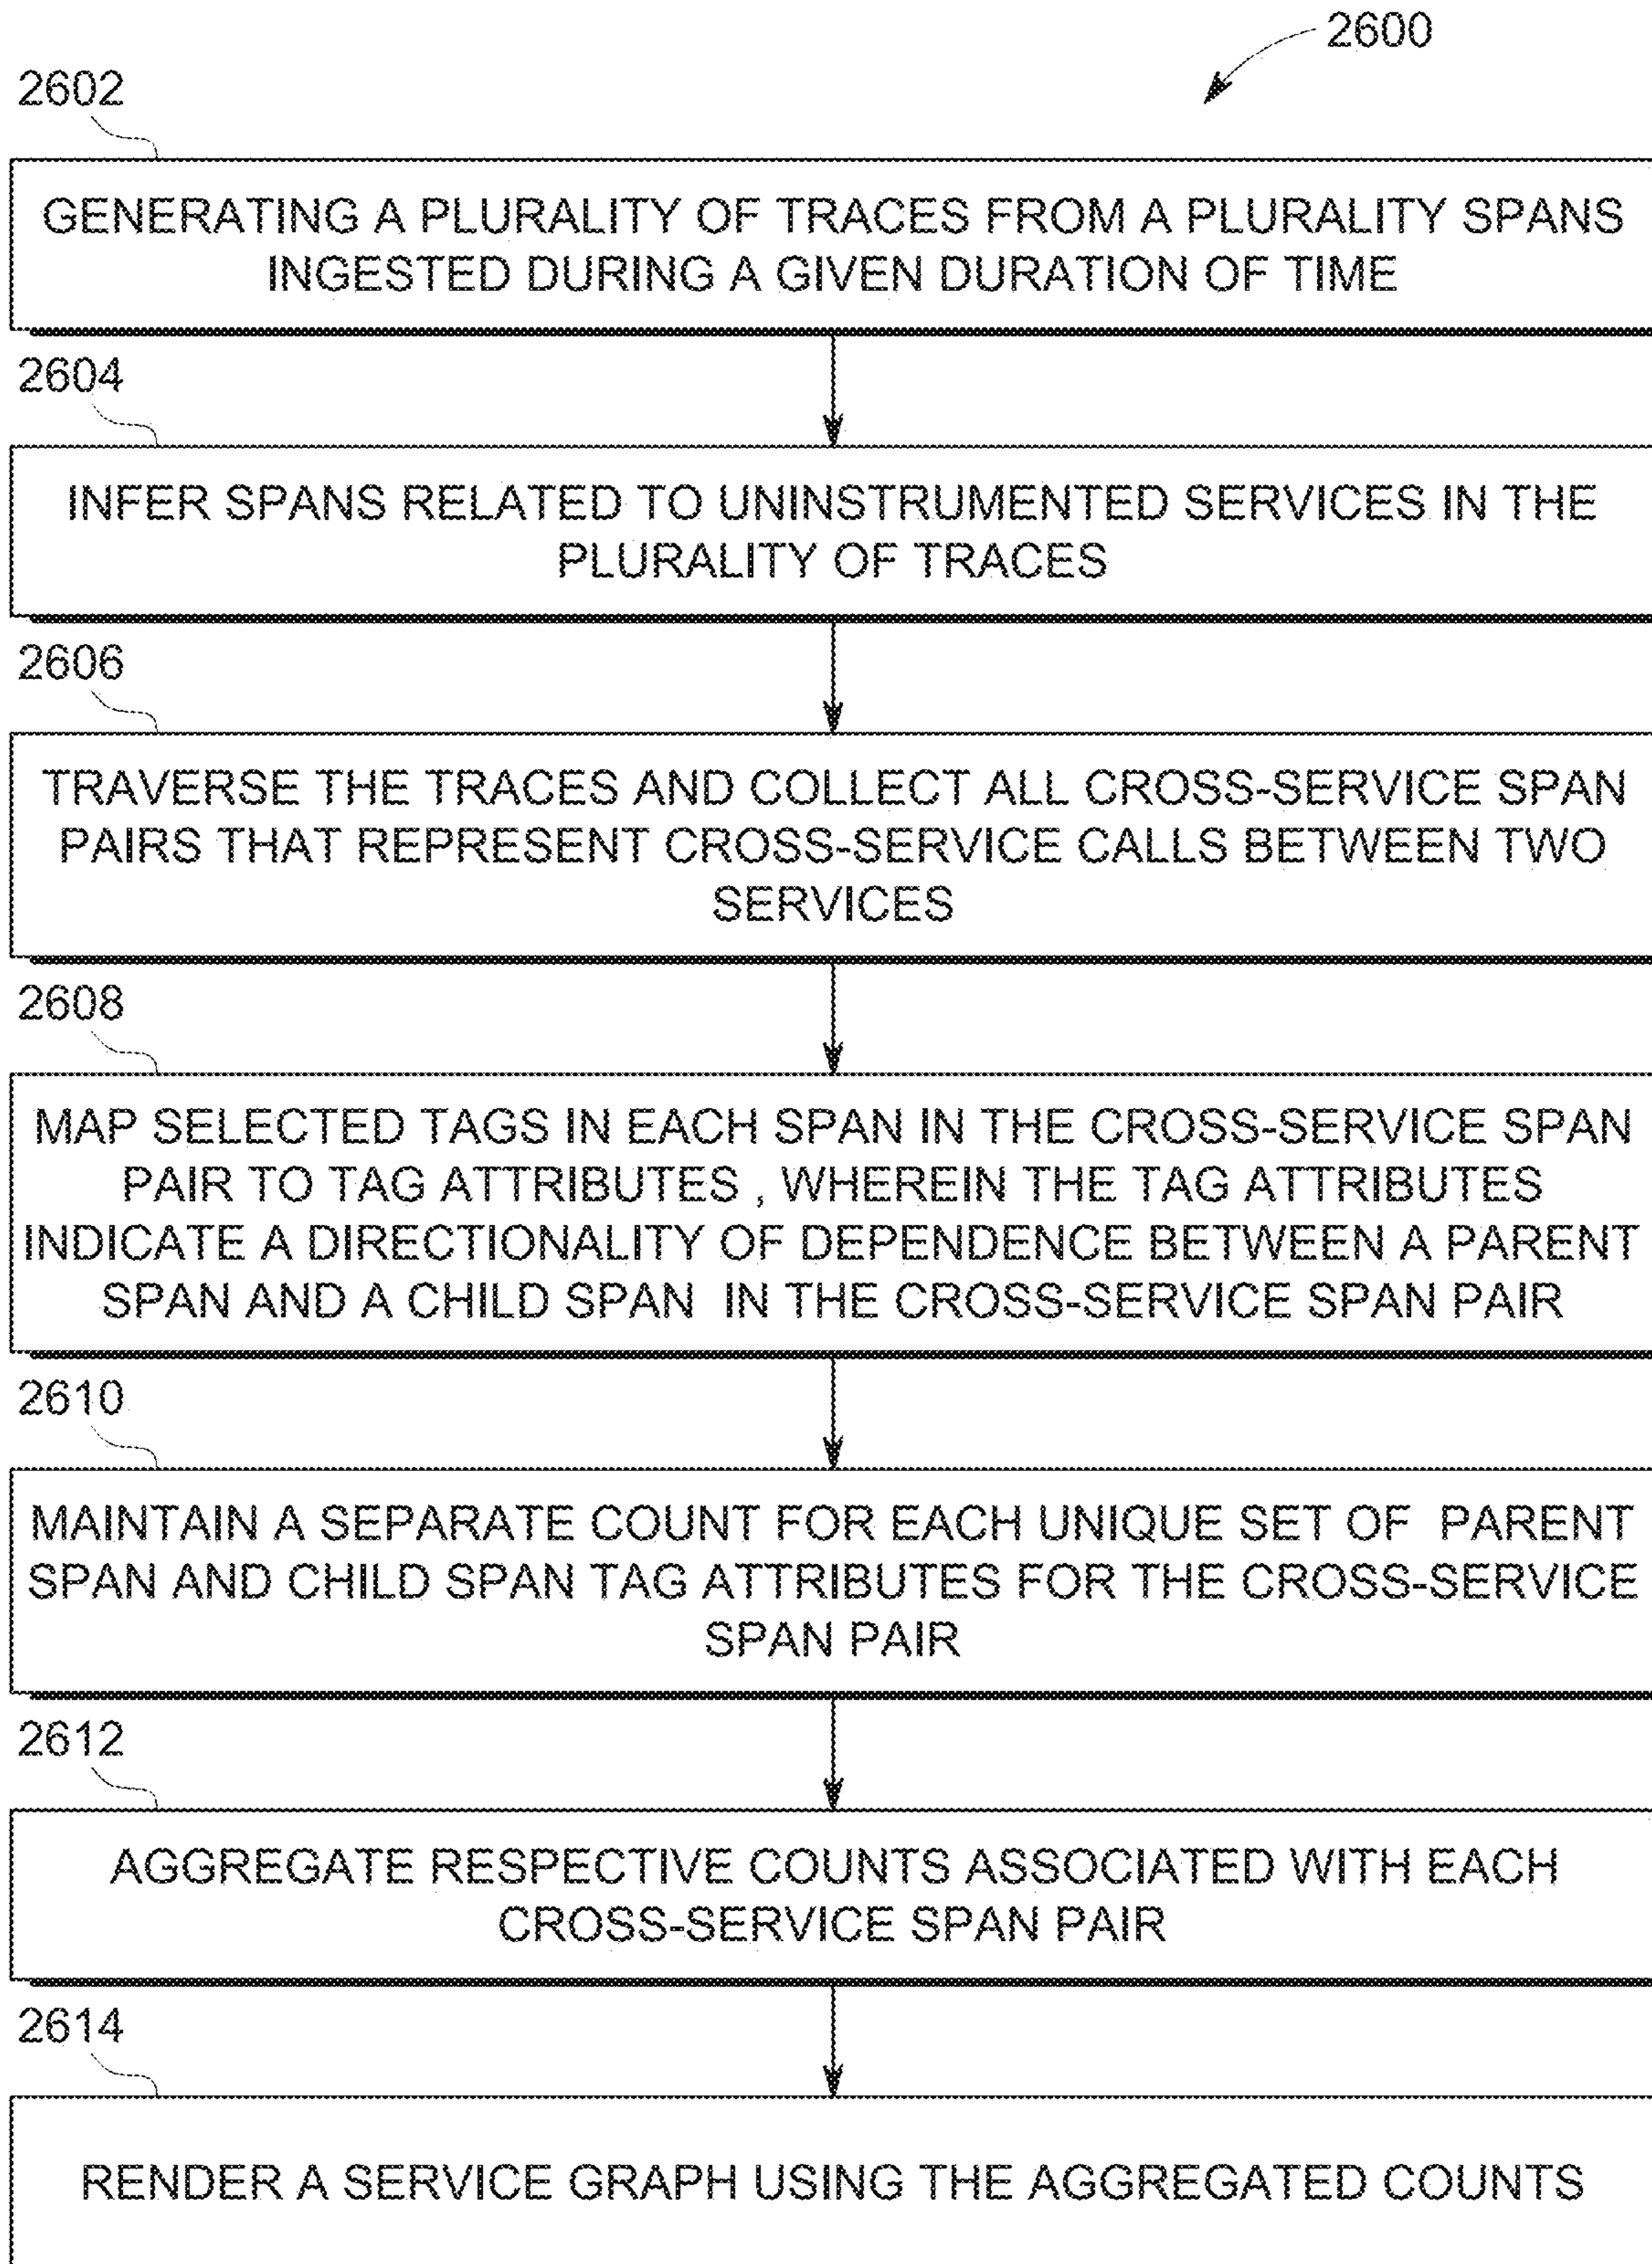 2600
2602
GENERATING A PLURALITY OF TRACES FROM A PLURALITY SPANS
INGESTED DURING A GIVEN DURATION OF TIME
2604
INFER SPANS RELATED TO UNINSTRUMENTED SERVICES IN THE
PLURALITY OF TRACES
2606
TRAVERSE THE TRACES AND COLLECT ALL CROSS-SERVICE SPAN
PAIRS THAT REPRESENT CROSS-SERVICE CALLS BETWEEN TWO
SERVICES
2608
MAP SELECTED TAGS IN EACH SPAN IN THE CROSS-SERVICE SPAN
PAIR TO TAG ATTRIBUTES , WHEREIN THE TAG ATTRIBUTES
INDICATE A DIRECTIONALITY OF DEPENDENCE BETWEEN A PARENT
SPAN AND A CHILD SPAN IN THE CROSS-SERVICE SPAN PAIR
2610
MAINTAIN A SEPARATE COUNT FOR EACH UNIQUE SET OF PARENT
SPAN AND CHILD SPAN TAG ATTRIBUTES FOR THE CROSS-SERVICE
SPAN PAIR
2612
AGGREGATE RESPECTIVE COUNTS ASSOCIATED WITH EACH
CROSS-SERVICE SPAN PAIR
2614
RENDER A SERVICE GRAPH USING THE AGGREGATED COUNTS